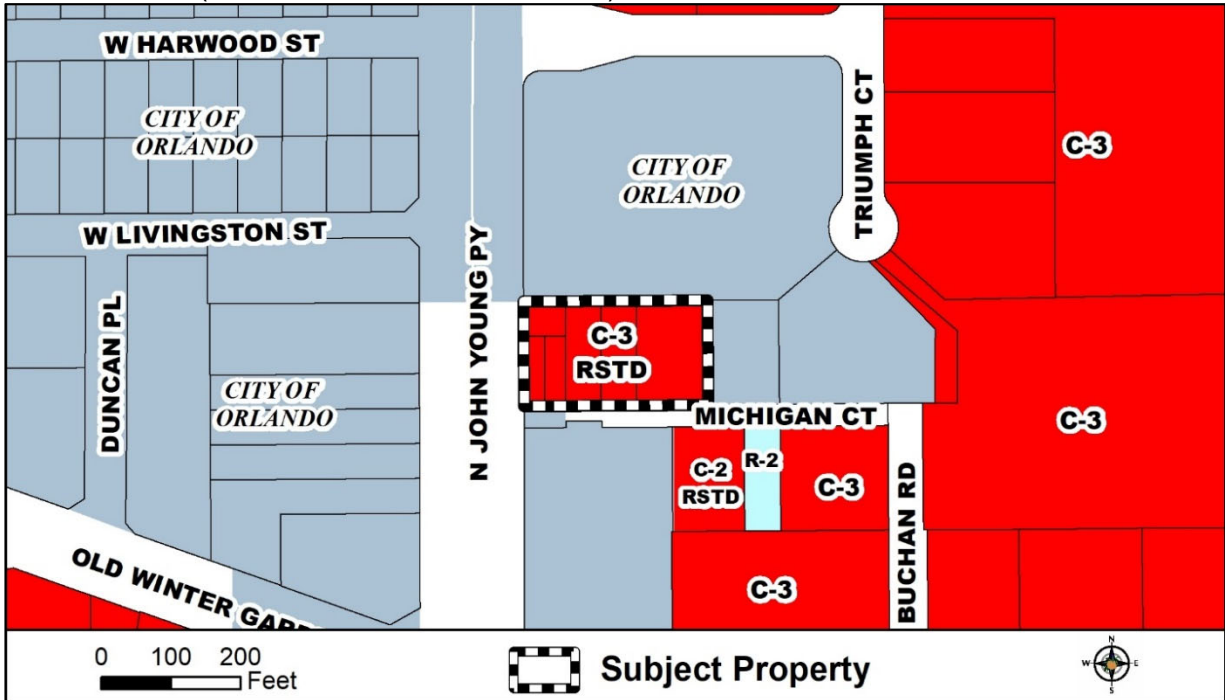 W HARWOOD ST
CITY OF
ORLANDO
CITY OF
ORLANDO
TRIUMPH CT
C-3
W LIVINGSTON ST
N JOHN YOUNG PY
DUNCAN PL
C-3
RSTD
CITY OF
ORLANDO
MICHIGAN CT
C-3
R-2
C-2
RSTD
C-3
BUCHAN RD
OLD WINTER
C-3
0 100 200
Feet
Subject Property
N
W E
S